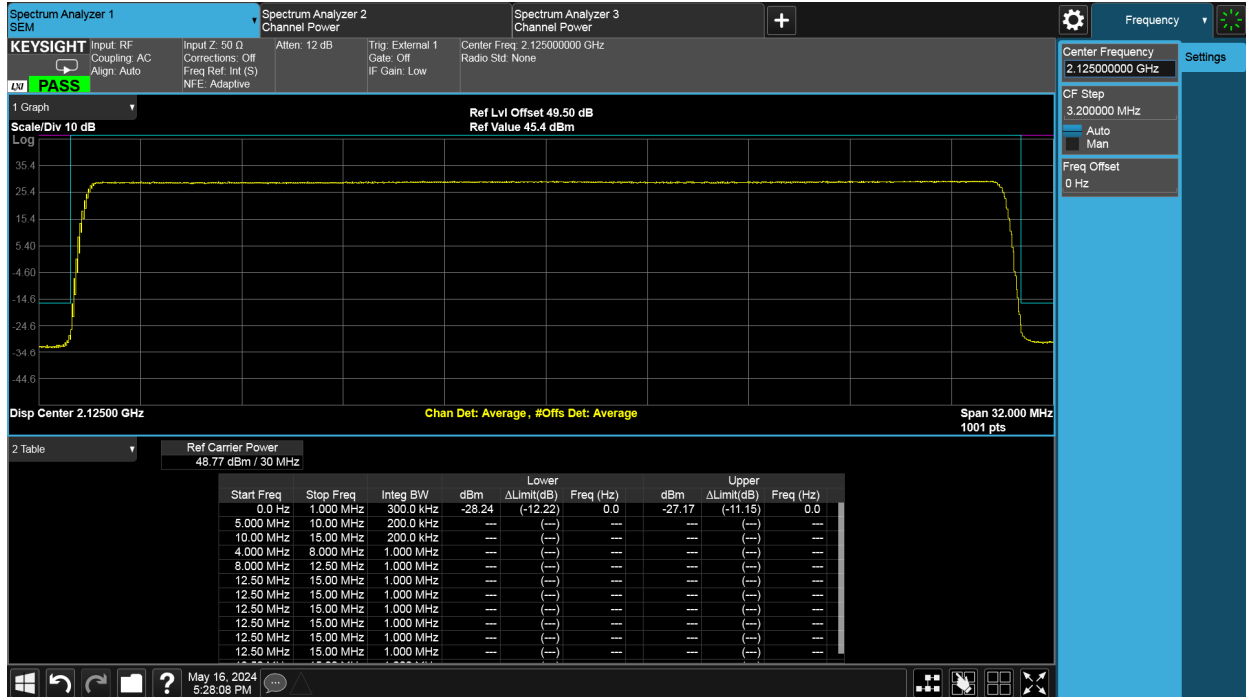 Spectrum Analyzer 1
SEM
Spectrum Analyzer 2
Channel Power
Spectrum Analyzer 3
Channel Power
+
Frequency
KEYSIGHT
LXI
PASS
Input: RF
Coupling: AC
Align: Auto
Input Z: 50 Ω
Corrections: Off
Freq Ref: Int (S)
NFE: Adaptive
Atten: 12 dB
Trig: External 1
Gate: Off
IF Gain: Low
Center Freq: 2.125000000 GHz
Radio Std: None
Center Frequency
2.125000000 GHz
Settings
CF Step
3.200000 MHz
Auto
Man
Freq Offset
0 Hz
1 Graph
Scale/Div 10 dB
Ref Lvl Offset 49.50 dB
Ref Value 45.4 dBm
Log
35.4
25.4
15.4
5.40
-4.60
-14.6
-24.6
-34.6
-44.6
Disp Center 2.12500 GHz
Chan Det: Average, #Offs Det: Average
Span 32.000 MHz
1001 pts
2 Table
Ref Carrier Power
48.77 dBm / 30 MHz
Lower Upper
Start Freq Stop Freq Integ BW dBm ΔLimit(dB) Freq (Hz) dBm ΔLimit(dB) Freq (Hz)
0.0 Hz 1.000 MHz 300.0 kHz -28.24 (-12.22) 0.0 -27.17 (-11.15) 0.0
5.000 MHz 10.00 MHz 200.0 kHz --- (---) --- --- (---) ---
10.00 MHz 15.00 MHz 200.0 kHz --- (---) --- --- (---) ---
4.000 MHz 8.000 MHz 1.000 MHz --- (---) --- --- (---) ---
8.000 MHz 12.50 MHz 1.000 MHz --- (---) --- --- (---) ---
12.50 MHz 15.00 MHz 1.000 MHz --- (---) --- --- (---) ---
12.50 MHz 15.00 MHz 1.000 MHz --- (---) --- --- (---) ---
12.50 MHz 15.00 MHz 1.000 MHz --- (---) --- --- (---) ---
12.50 MHz 15.00 MHz 1.000 MHz --- (---) --- --- (---) ---
12.50 MHz 15.00 MHz 1.000 MHz --- (---) --- --- (---) ---
12.50 MHz 15.00 MHz 1.000 MHz --- (---) --- --- (---) ---
?
May 16, 2024
5:28:08 PM